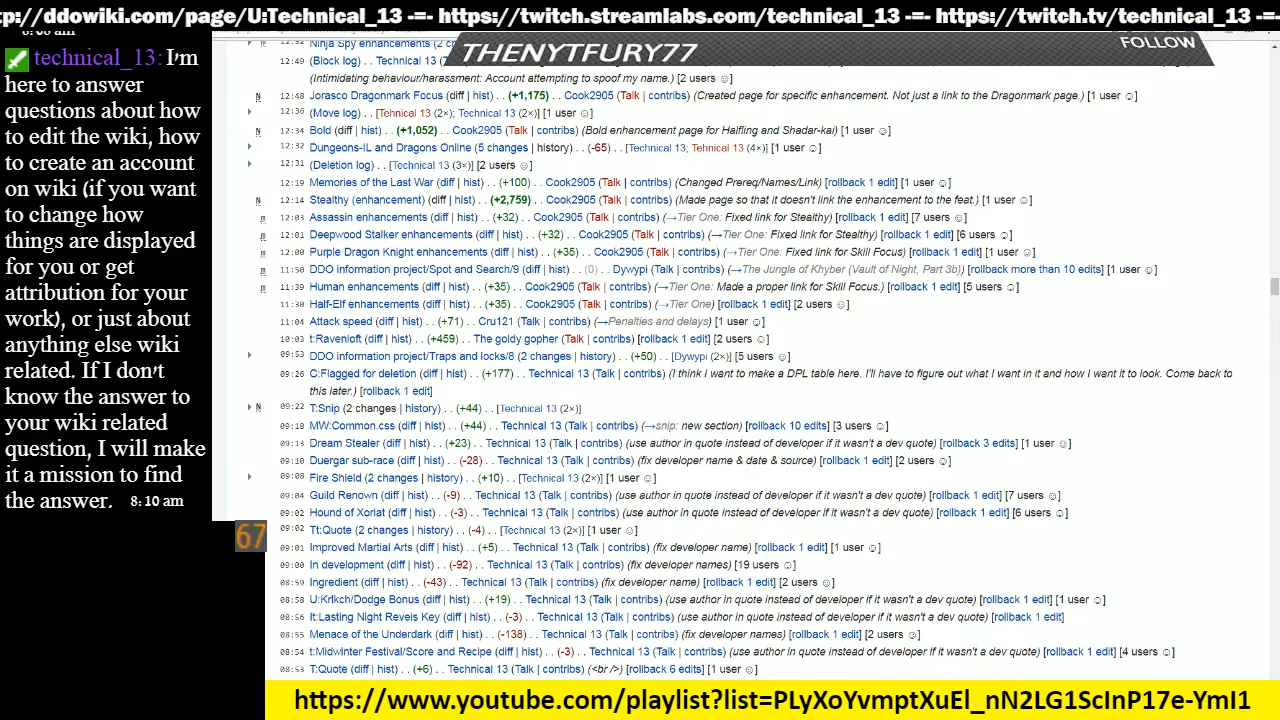 tp://ddowiki.com/page/U:Technical_13 -=- https://twitch.streamlabs.com/technical_13 -=- https://twitch.tv/technical_13 -=
THENYTFURY77
FOLLOW
technical_13: I'm
here to answer
questions about how
to edit the wiki, how
to create an account
on wiki (if you want
to change how
things are displayed
for you or get
attribution for your
work), or just about
anything else wiki
related. If I don't
know the answer to
your wiki related
question, I will make
it a mission to find
the answer. 8:10 am
67
12:52 Ninja Spy enhancements (2 c
12:49 (Block log) . . Technical 13 (T
(Intimidating behaviour/harassment: Account attempting to spoof my name.) [2 users ☺]
N 12:48 Jorasco Dragonmark Focus (diff | hist) . . (+1,175) . . Cook2905 (Talk | contribs) (Created page for specific enhancement. Not just a link to the Dragonmark page.) [1 user ☺]
12:36 (Move log) . . [Tehnical 13 (2×); Technical 13 (2×)] [1 user ☺]
N 12:34 Bold (diff | hist) . . (+1,052) . . Cook2905 (Talk | contribs) (Bold enhancement page for Halfling and Shadar-kai) [1 user ☺]
12:32 Dungeons-IL and Dragons Online (5 changes | history) . . (-65) . . [Technical 13; Tehnical 13 (4×)] [1 user ☺]
12:31 (Deletion log) . . [Technical 13 (3×)] [2 users ☺]
12:19 Memories of the Last War (diff | hist) . . (+100) . . Cook2905 (Talk | contribs) (Changed Prereq/Names/Link) [rollback 1 edit] [1 user ☺]
N 12:14 Stealthy (enhancement) (diff | hist) . . (+2,759) . . Cook2905 (Talk | contribs) (Made page so that it doesn't link the enhancement to the feat.) [1 user ☺]
m 12:03 Assassin enhancements (diff | hist) . . (+32) . . Cook2905 (Talk | contribs) (→Tier One: Fixed link for Stealthy) [rollback 1 edit] [7 users ☺]
m 12:01 Deepwood Stalker enhancements (diff | hist) . . (+32) . . Cook2905 (Talk | contribs) (→Tier One: Fixed link for Stealthy) [rollback 1 edit] [6 users ☺]
m 12:00 Purple Dragon Knight enhancements (diff | hist) . . (+35) . . Cook2905 (Talk | contribs) (→Tier One: Fixed link for Skill Focus) [rollback 1 edit] [1 user ☺]
m 11:50 DDO information project/Spot and Search/9 (diff | hist) . . (0) . . Dywypi (Talk | contribs) (→The Jungle of Khyber (Vault of Night, Part 3b)) [rollback more than 10 edits] [1 user ☺]
m 11:39 Human enhancements (diff | hist) . . (+35) . . Cook2905 (Talk | contribs) (→Tier One: Made a proper link for Skill Focus.) [rollback 1 edit] [5 users ☺]
11:38 Half-Elf enhancements (diff | hist) . . (+35) . . Cook2905 (Talk | contribs) (→Tier One) [rollback 1 edit] [2 users ☺]
11:04 Attack speed (diff | hist) . . (+71) . . Cru121 (Talk | contribs) (→Penalties and delays) [1 user ☺]
10:03 t:Ravenloft (diff | hist) . . (+459) . . The goldy gopher (Talk | contribs) [rollback 1 edit] [2 users ☺]
09:53 DDO information project/Traps and locks/8 (2 changes | history) . . (+50) . . [Dywypi (2×)] [5 users ☺]
09:26 C:Flagged for deletion (diff | hist) . . (+177) . . Technical 13 (Talk | contribs) (I think I want to make a DPL table here. I'll have to figure out what I want in it and how I want it to look. Come back
to this later.) [rollback 1 edit]
N 09:22 T:Snip (2 changes | history) . . (+44) . . [Technical 13 (2×)]
09:18 MW:Common.css (diff | hist) . . (+44) . . Technical 13 (Talk | contribs) (→snip: new section) [rollback 10 edits] [3 users ☺]
09:13 Dream Stealer (diff | hist) . . (+23) . . Technical 13 (Talk | contribs) (use author in quote instead of developer if it wasn't a dev quote) [rollback 3 edits] [1 user ☺]
09:10 Duergar sub-race (diff | hist) . . (-28) . . Technical 13 (Talk | contribs) (fix developer name & date & source) [rollback 1 edit] [2 users ☺]
09:08 Fire Shield (2 changes | history) . . (+10) . . [Technical 13 (2×)] [1 user ☺]
09:04 Guild Renown (diff | hist) . . (-9) . . Technical 13 (Talk | contribs) (use author in quote instead of developer if it wasn't a dev quote) [rollback 1 edit] [7 users ☺]
09:02 Hound of Xoriat (diff | hist) . . (-3) . . Technical 13 (Talk | contribs) (use author in quote instead of developer if it wasn't a dev quote) [rollback 1 edit] [6 users ☺]
09:02 Tt:Quote (2 changes | history) . . (-4) . . [Technical 13 (2×)] [1 user ☺]
09:01 Improved Martial Arts (diff | hist) . . (+5) . . Technical 13 (Talk | contribs) (fix developer name) [rollback 1 edit] [1 user ☺]
09:00 In development (diff | hist) . . (-92) . . Technical 13 (Talk | contribs) (fix developer names) [19 users ☺]
08:59 Ingredient (diff | hist) . . (-43) . . Technical 13 (Talk | contribs) (fix developer name) [rollback 1 edit] [2 users ☺]
08:58 U:Krlkch/Dodge Bonus (diff | hist) . . (+19) . . Technical 13 (Talk | contribs) (use author in quote instead of developer if it wasn't a dev quote) [rollback 1 edit] [1 user ☺]
08:56 It:Lasting Night Revels Key (diff | hist) . . (-3) . . Technical 13 (Talk | contribs) (use author in quote instead of developer if it wasn't a dev quote) [rollback 1 edit]
08:55 Menace of the Underdark (diff | hist) . . (-138) . . Technical 13 (Talk | contribs) (fix developer names) [rollback 1 edit] [2 users ☺]
08:54 t:Midwinter Festival/Score and Recipe (diff | hist) . . (-3) . . Technical 13 (Talk | contribs) (use author in quote instead of developer if it wasn't a dev quote) [rollback 1 edit] [4 users ☺]
08:53 T:Quote (diff | hist) . . (+6) . . Technical 13 (Talk | contribs) (<br />) [rollback 6 edits] [1 user ☺]
https://www.youtube.com/playlist?list=PLyXoYvmptXuEl_nN2LG1ScInP17e-YmI1